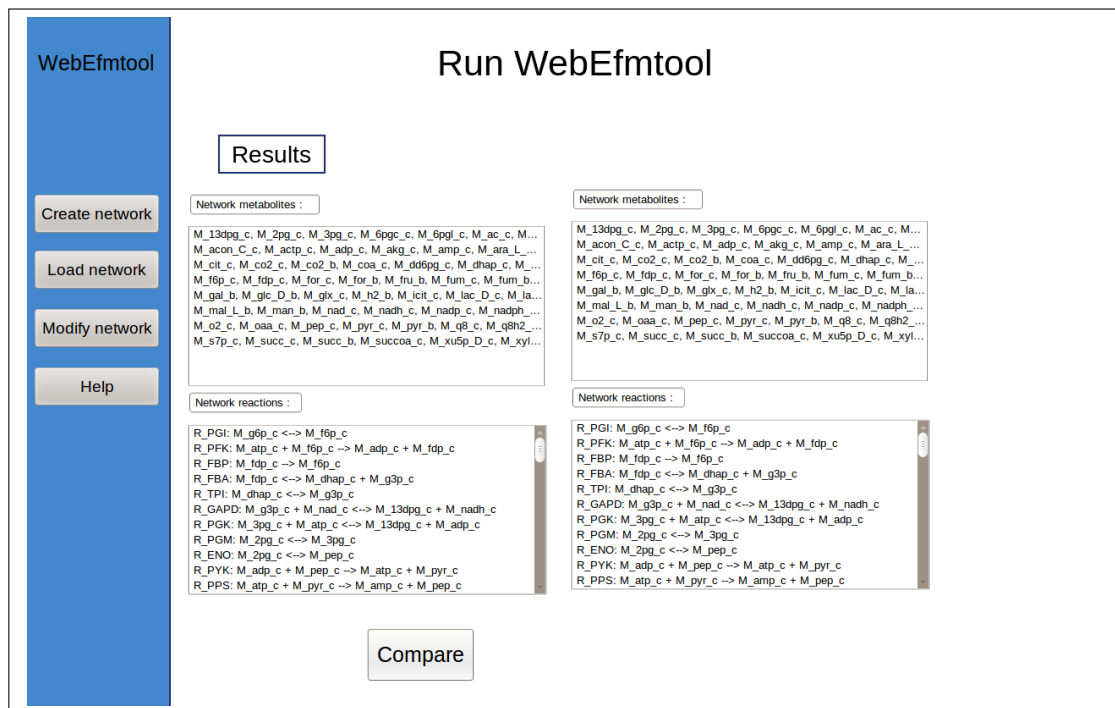 WebEfmtool
Run WebEfmtool
Results
Create network
Load network
Modify network
Help
Network metabolites :
M_13dpg_c, M_2pg_c, M_3pg_c, M_6pgc_c, M_6pgl_c, M_ac_c, M...
M_acon_C_c, M_actp_c, M_adp_c, M_akg_c, M_amp_c, M_ara_L_...
M_cit_c, M_co2_c, M_co2_b, M_coa_c, M_dd6pg_c, M_dhap_c, M_...
M_f6p_c, M_fdp_c, M_for_c, M_for_b, M_fru_b, M_fum_c, M_fum_b...
M_gal_b, M_glc_D_b, M_glx_c, M_h2_b, M_icit_c, M_lac_D_c, M_la...
M_mal_L_b, M_man_b, M_nad_c, M_nadh_c, M_nadp_c, M_nadph_...
M_o2_c, M_oaa_c, M_pep_c, M_pyr_c, M_pyr_b, M_q8_c, M_q8h2_...
M_s7p_c, M_succ_c, M_succ_b, M_succoa_c, M_xu5p_D_c, M_xyl...
Network reactions :
R_PGI: M_g6p_c <--> M_f6p_c
R_PFK: M_atp_c + M_f6p_c --> M_adp_c + M_fdp_c
R_FBP: M_fdp_c --> M_f6p_c
R_FBA: M_fdp_c <--> M_dhap_c + M_g3p_c
R_TPI: M_dhap_c <--> M_g3p_c
R_GAPD: M_g3p_c + M_nad_c <--> M_13dpg_c + M_nadh_c
R_PGK: M_3pg_c + M_atp_c <--> M_13dpg_c + M_adp_c
R_PGM: M_2pg_c <--> M_3pg_c
R_ENO: M_2pg_c <--> M_pep_c
R_PYK: M_adp_c + M_pep_c --> M_atp_c + M_pyr_c
R_PPS: M_atp_c + M_pyr_c --> M_amp_c + M_pep_c
Network metabolites :
M_13dpg_c, M_2pg_c, M_3pg_c, M_6pgc_c, M_6pgl_c, M_ac_c, M...
M_acon_C_c, M_actp_c, M_adp_c, M_akg_c, M_amp_c, M_ara_L_...
M_cit_c, M_co2_c, M_co2_b, M_coa_c, M_dd6pg_c, M_dhap_c, M_...
M_f6p_c, M_fdp_c, M_for_c, M_for_b, M_fru_b, M_fum_c, M_fum_b...
M_gal_b, M_glc_D_b, M_glx_c, M_h2_b, M_icit_c, M_lac_D_c, M_la...
M_mal_L_b, M_man_b, M_nad_c, M_nadh_c, M_nadp_c, M_nadph_...
M_o2_c, M_oaa_c, M_pep_c, M_pyr_c, M_pyr_b, M_q8_c, M_q8h2_...
M_s7p_c, M_succ_c, M_succ_b, M_succoa_c, M_xu5p_D_c, M_xyl...
Network reactions :
R_PGI: M_g6p_c <--> M_f6p_c
R_PFK: M_atp_c + M_f6p_c --> M_adp_c + M_fdp_c
R_FBP: M_fdp_c --> M_f6p_c
R_FBA: M_fdp_c <--> M_dhap_c + M_g3p_c
R_TPI: M_dhap_c <--> M_g3p_c
R_GAPD: M_g3p_c + M_nad_c <--> M_13dpg_c + M_nadh_c
R_PGK: M_3pg_c + M_atp_c <--> M_13dpg_c + M_adp_c
R_PGM: M_2pg_c <--> M_3pg_c
R_ENO: M_2pg_c <--> M_pep_c
R_PYK: M_adp_c + M_pep_c --> M_atp_c + M_pyr_c
R_PPS: M_atp_c + M_pyr_c --> M_amp_c + M_pep_c
Compare